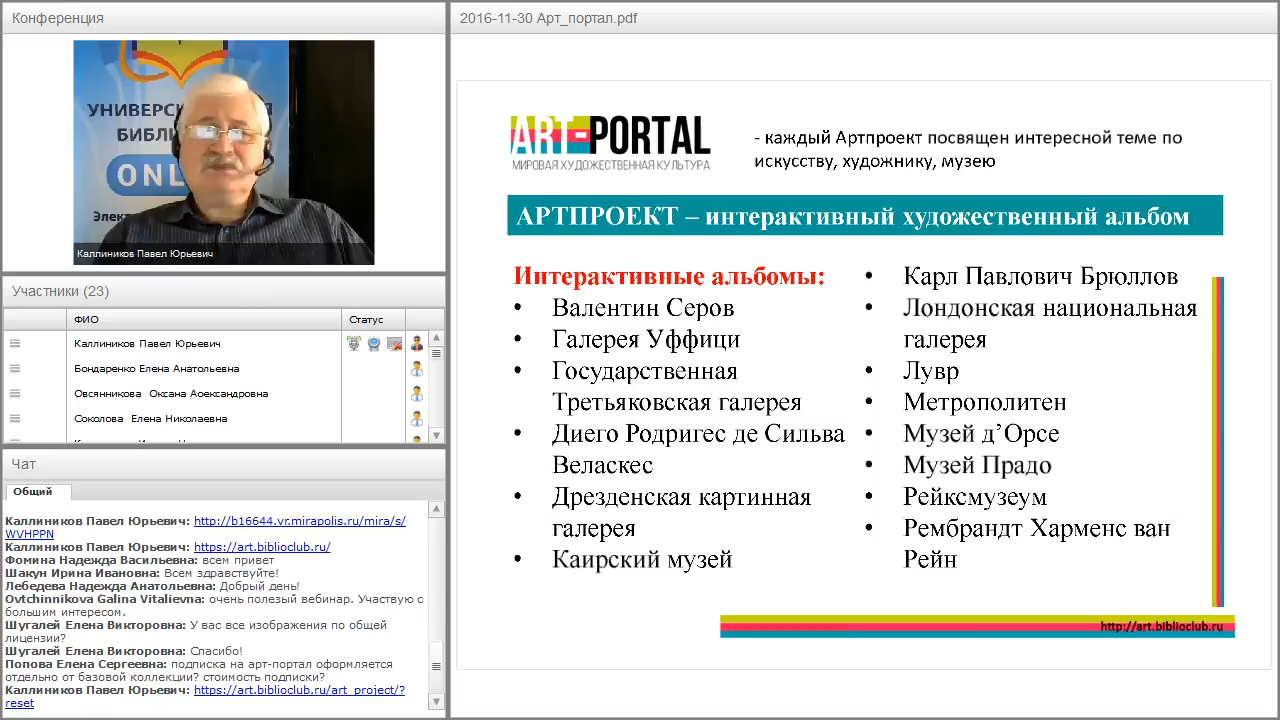 Конференция
УНИВЕРС
АЯ
БИБЛИ
ONL
Элек
Каллиников Павел Юрьевич
Участники (23)
ФИО
Статус
Каллиников Павел Юрьевич
Бондаренко Елена Анатольевна
Овсянникова Оксана Аоександровна
Соколова Елена Николаевна
Чат
Общий
Каллиников Павел Юрьевич: http://b16644.vr.mirapolis.ru/mira/s/
WVHPPN
Каллиников Павел Юрьевич: https://art.biblioclub.ru/
Фомина Надежда Васильевна: всем привет
Шакун Ирина Ивановна: Всем здравствуйте!
Лебедева Надежда Анатольевна: Добрый день!
Ovtchinnikova Galina Vitalievna: очень полезый вебинар. Участвую с
большим интересом.
Шугалей Елена Викторовна: У вас все изображения по общей
лицензии?
Шугалей Елена Викторовна: Спасибо!
Попова Елена Сергеевна: подписка на арт-портал оформляется
отдельно от базовой коллекции? стоимость подписки?
Каллиников Павел Юрьевич: https://art.biblioclub.ru/art_project/?
reset
2016-11-30 Арт_портал.pdf
ART-PORTAL
МИРОВАЯ ХУДОЖЕСТВЕННАЯ КУЛЬТУРА
- каждый Артпроект посвящен интересной теме по
искусству, художнику, музею
АРТПРОЕКТ – интерактивный художественный альбом
Интерактивные альбомы:
• Валентин Серов
• Галерея Уффици
• Государственная
Третьяковская галерея
• Диего Родригес де Сильва
Веласкес
• Дрезденская картинная
галерея
• Каирский музей
• Карл Павлович Брюллов
• Лондонская национальная
галерея
• Лувр
• Метрополитен
• Музей д’Орсе
• Музей Прадо
• Рейксмузеум
• Рембрандт Харменс ван
Рейн
http://art.biblioclub.ru